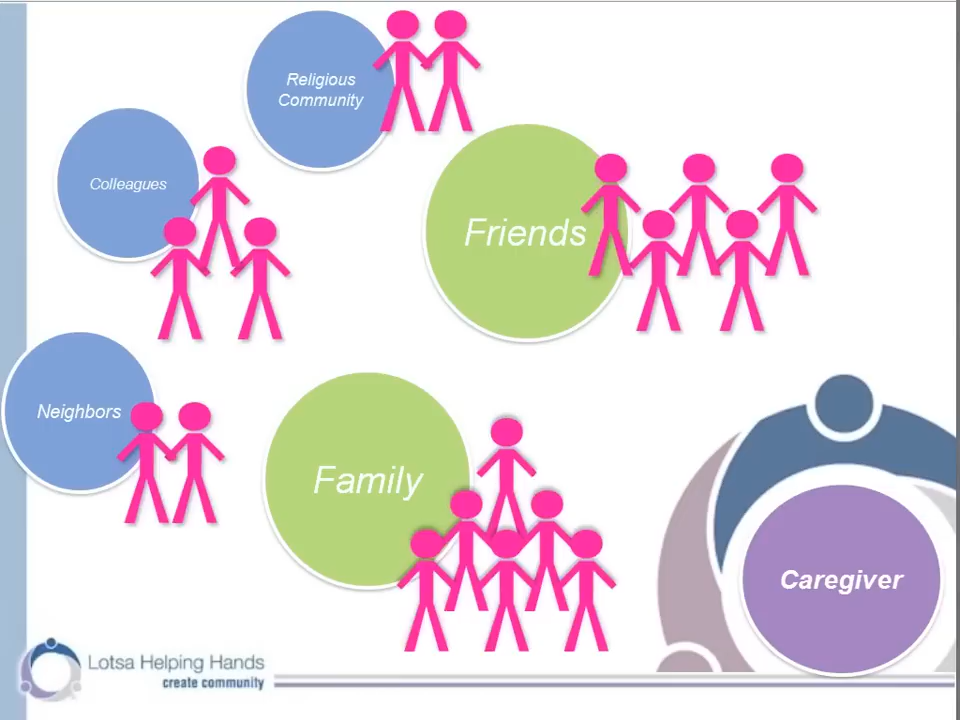 Religious
Community
Colleagues
Friends
Neighbors
Family
Caregiver
Lotsa Helping Hands
create community